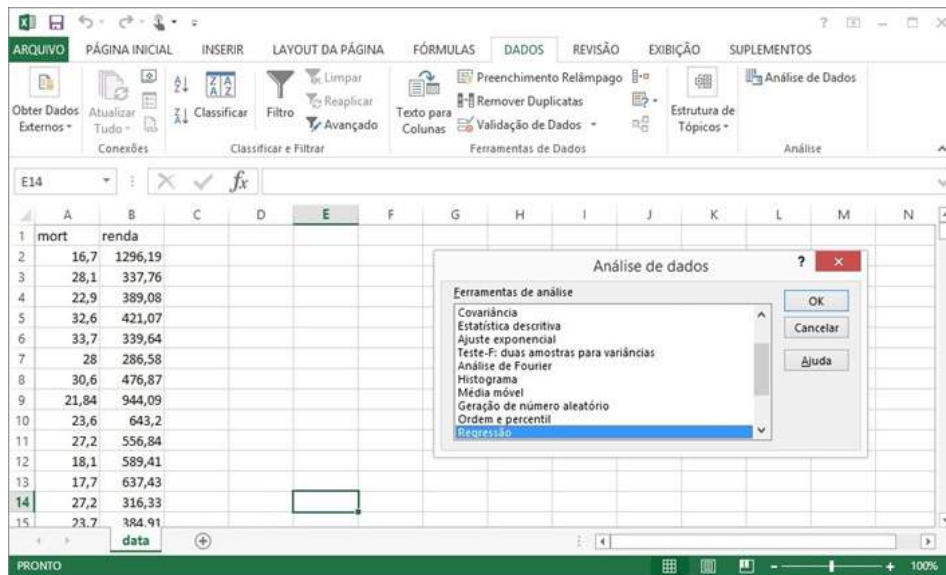 ARQUIVO PÁGINA INICIAL INSERIR LAYOUT DA PÁGINA FÓRMULAS DADOS REVISÃO EXIBIÇÃO SUPLEMENTOS
Obter Dados Externos
Atualizar Tudo
Conexões
Classificar
Filtro
Limpar
Reaplicar
Avançado
Classificar e Filtrar
Texto para Colunas
Preenchimento Relâmpago
Remover Duplicatas
Validação de Dados
Ferramentas de Dados
Estrutura de Tópicos
Análise de Dados
Análise
E14 fx
A B C D E F G H I J K L M N
1 mort renda
2 16,7 1296,19
3 28,1 337,76
4 22,9 389,08
5 32,6 421,07
6 33,7 339,64
7 28 286,58
8 30,6 476,87
9 21,84 944,09
10 23,6 643,2
11 27,2 556,84
12 18,1 589,41
13 17,7 637,43
14 27,2 316,33
15 23,7 384,91
Análise de dados ?
Ferramentas de análise
Covariância
Estatística descritiva
Ajuste exponencial
Teste-F: duas amostras para variâncias
Análise de Fourier
Histograma
Média móvel
Geração de número aleatório
Ordem e percentil
Regressão
OK
Cancelar
Ajuda
data
PRONTO 100%